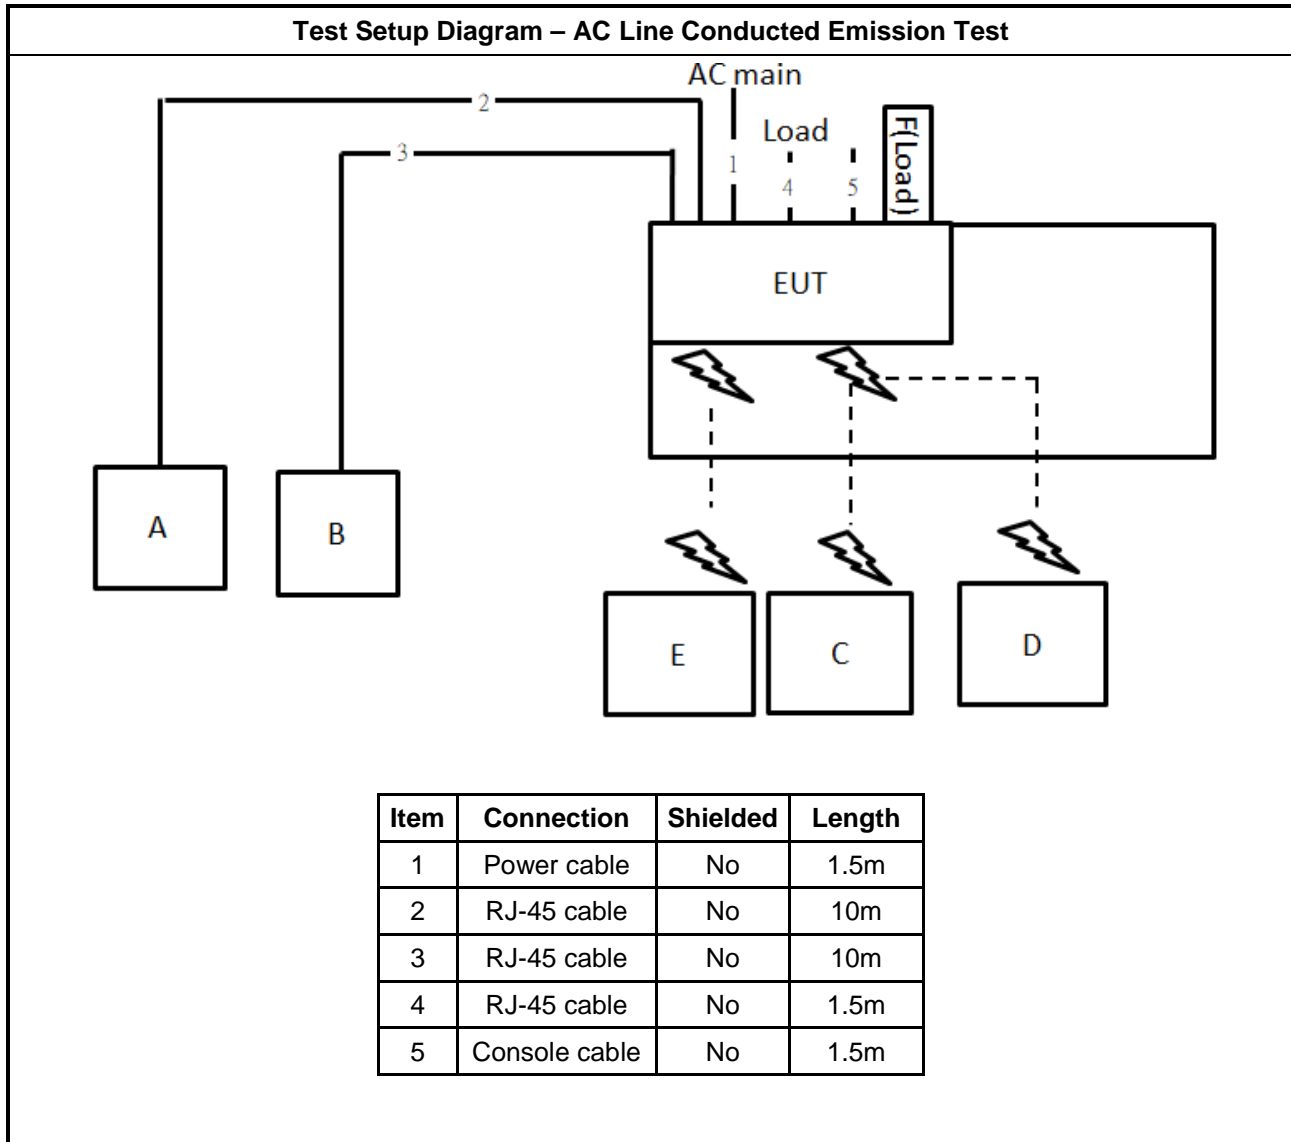 Test Setup Diagram – AC Line Conducted Emission Test
AC main
2
Load
F(Load)
3
1
4
5
EUT
A
B
E
C
D
Item Connection Shielded Length
1 Power cable No 1.5m
2 RJ-45 cable No 10m
3 RJ-45 cable No 10m
4 RJ-45 cable No 1.5m
5 Console cable No 1.5m